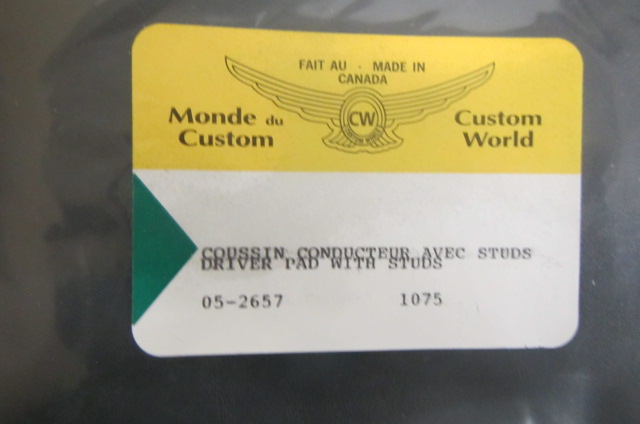 FAIT AU · MADE IN
CANADA
Monde du
Custom
CW
Custom
World
COUSSIN CONDUCTEUR AVEC STUDS
DRIVER PAD WITH STUDS
05-2657 1075